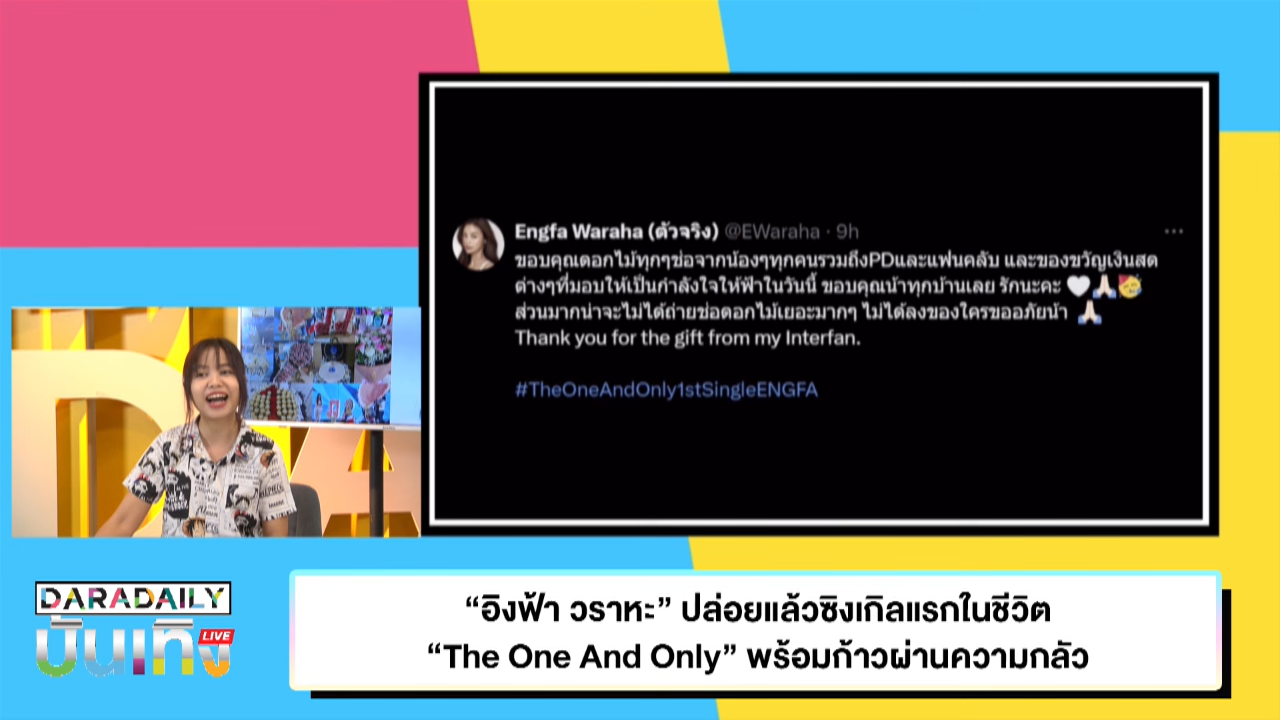 Engfa Waraha (ตัวจริง) @EWaraha · 9h
ขอบคุณดอกไม้ทุกๆช่อจากน้องๆทุกคนรวมถึงPDและแฟนคลับ และของขวัญเงินสด
ต่างๆที่มอบให้เป็นกำลังใจให้ฟ้าในวันนี้ ขอบคุณน้าทุกบ้านเลย รักนะคะ 🤍🙏🏻🥳
ส่วนมากน่าจะไม่ได้ถ่ายช่อดอกไม้เยอะมากๆ ไม่ได้ลงของใครขออภัยน้า 🙏🏻
Thank you for the gift from my Interfan.
#TheOneAndOnly1stSingleENGFA
DARADAILY
บันเทิง LIVE
“อิงฟ้า วราหะ” ปล่อยแล้วซิงเกิลแรกในชีวิต
“The One And Only” พร้อมก้าวผ่านความกลัว